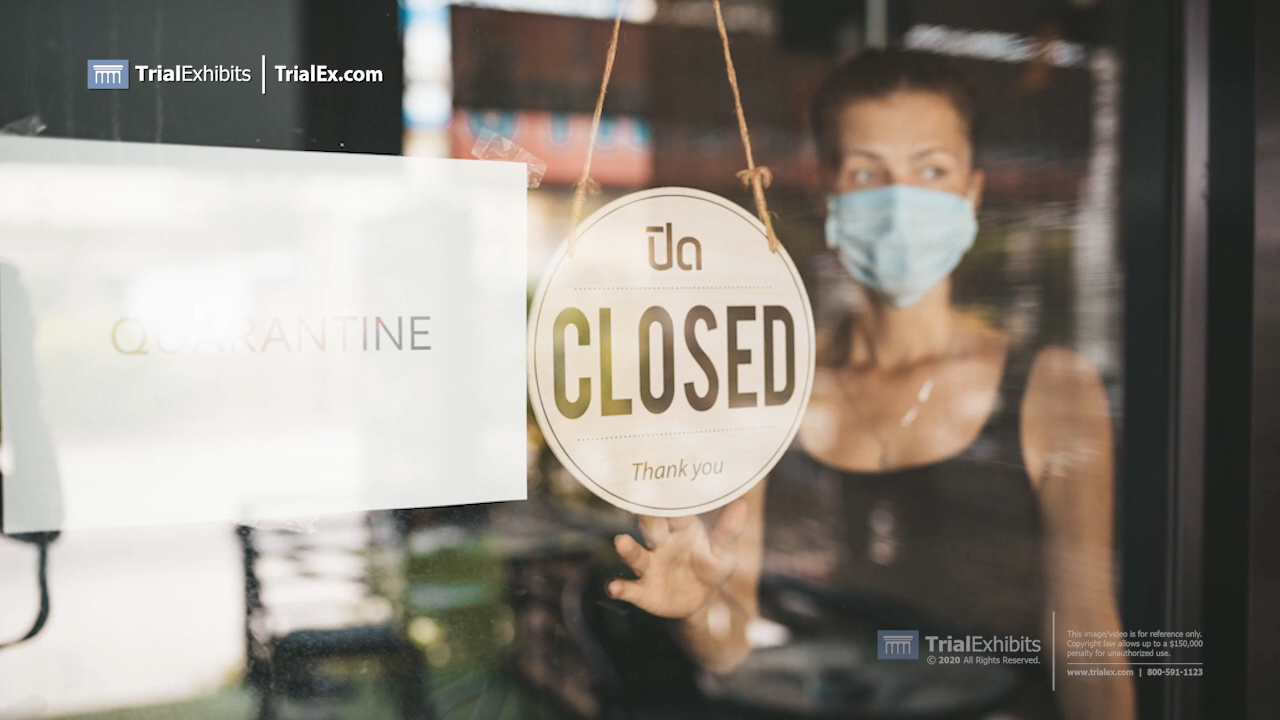 TrialExhibits | TrialEx.com
QUARANTINE
ปิด
CLOSED
Thank you
TrialExhibits
© 2020 All Rights Reserved.
This image/video is for reference only.
Copyright law allows up to a $150,000
penalty for unauthorized use.
www.trialex.com | 800-591-1123